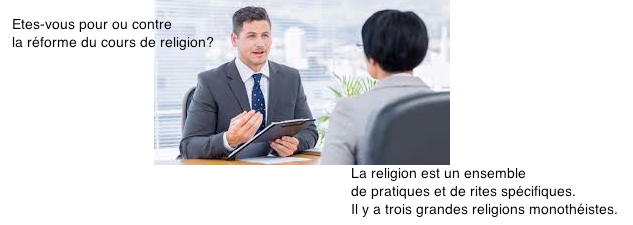 Etes-vous pour ou contre
la réforme du cours de religion?
La religion est un ensemble
de pratiques et de rites spécifiques.
Il y a trois grandes religions monothéistes.